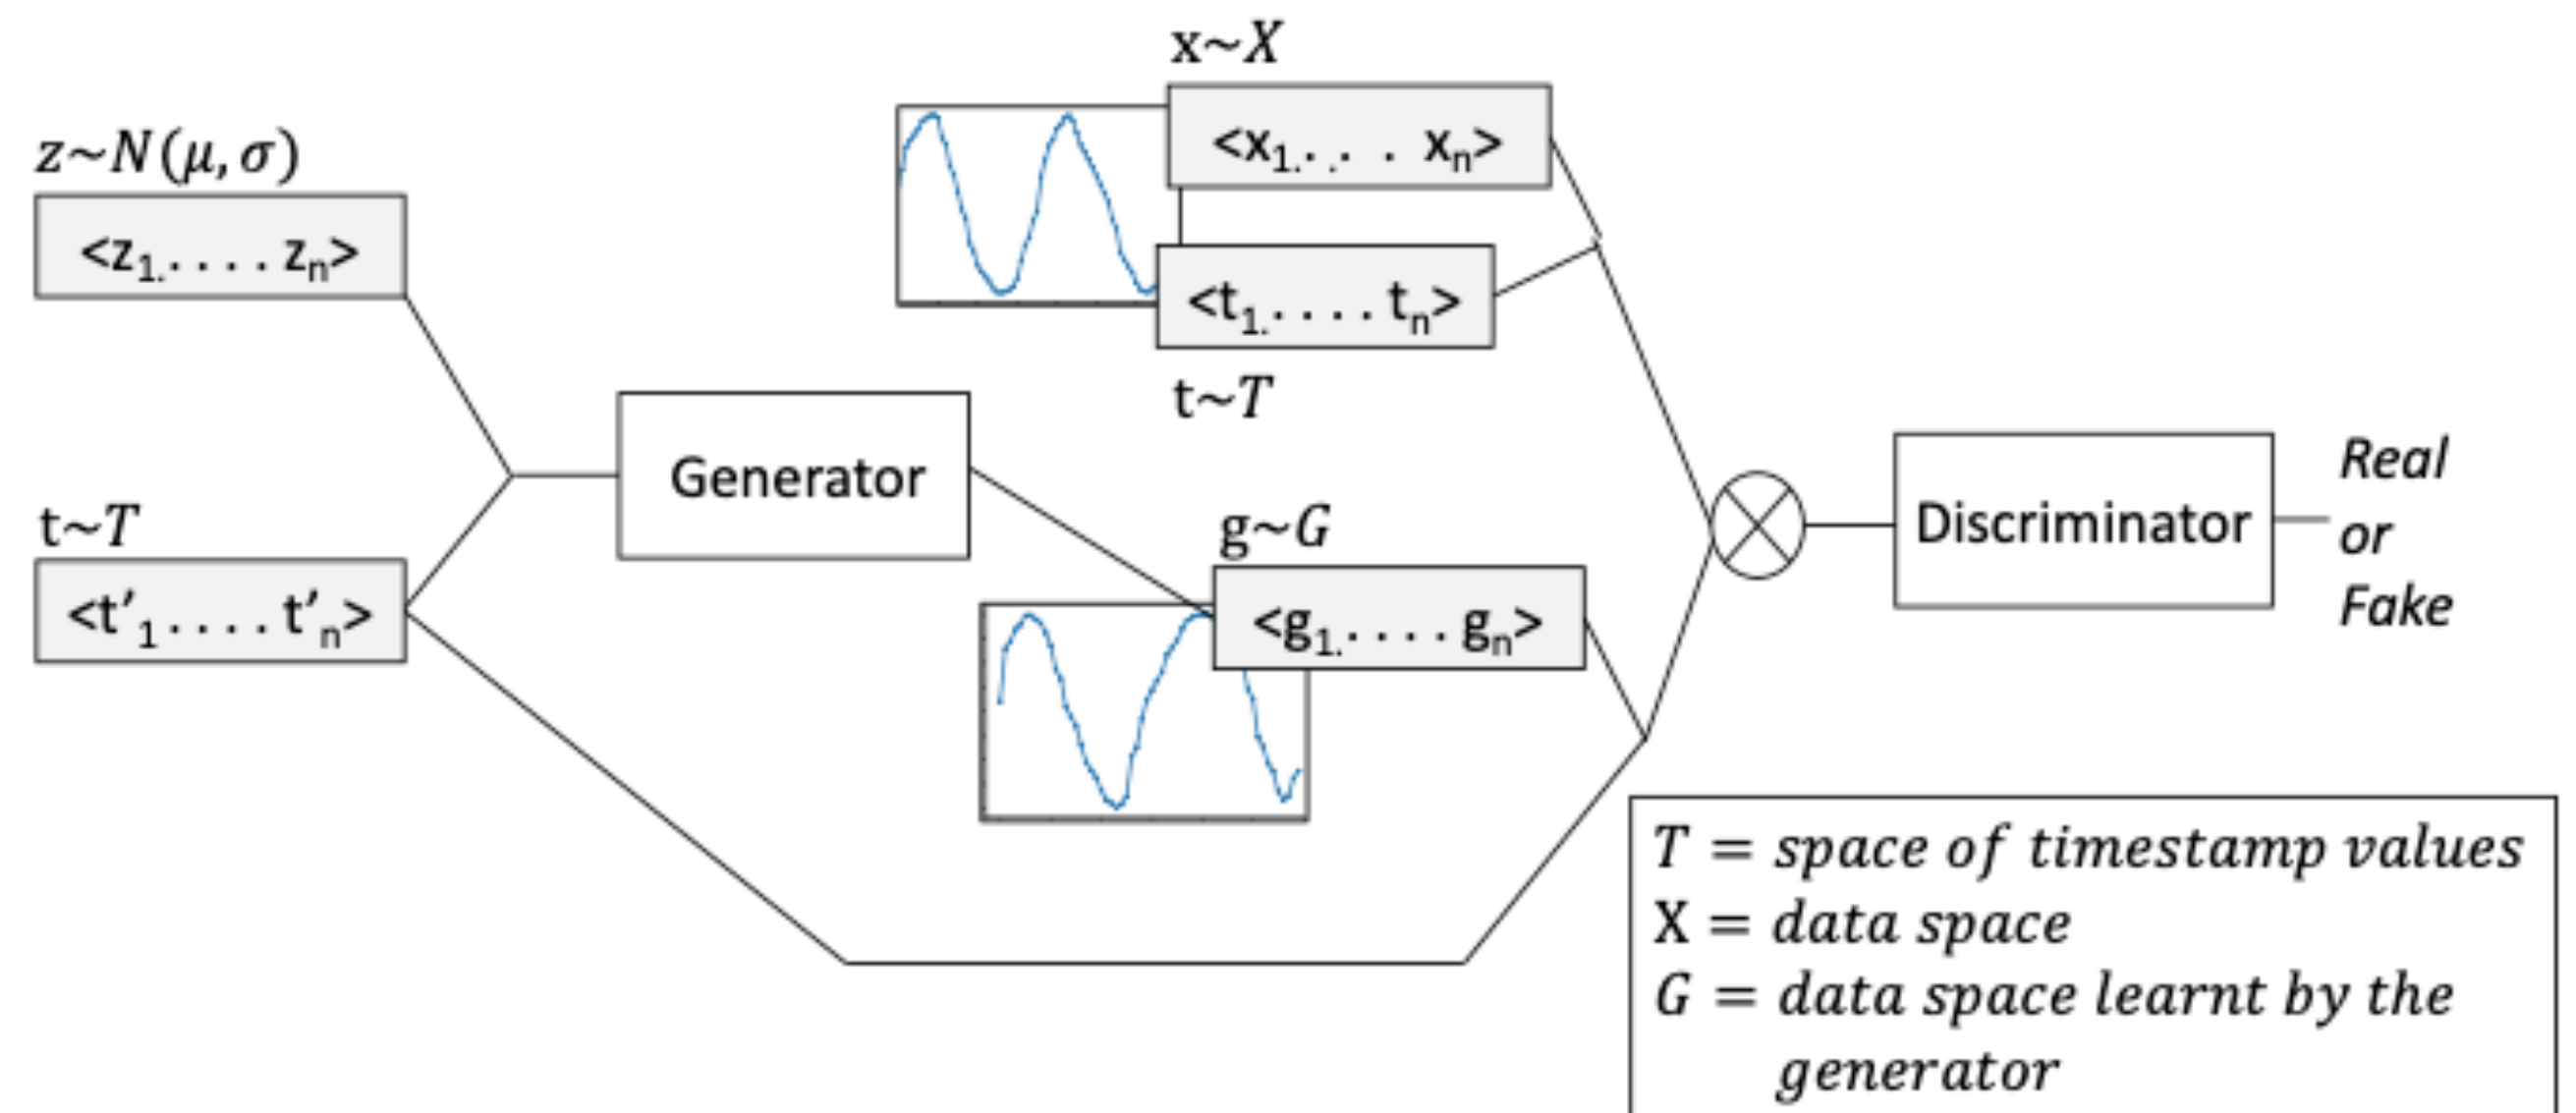 x~X
<x₁. . . xₙ>
z~N(μ,σ)
<z₁. . . . . zₙ>
<t₁. . . . . tₙ>
t~T
Generator
Real
or
Fake
Discriminator
g~G
t~T
<t′₁ . . . . t′ₙ>
<g₁. . . . . gₙ>
T = space of timestamp values
X = data space
G = data space learnt by the
generator